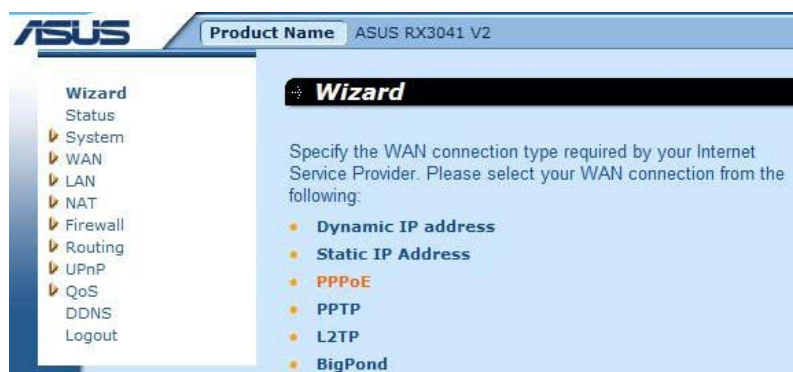 ASUS
Product Name ASUS RX3041 V2
Wizard
Status
System
WAN
LAN
NAT
Firewall
Routing
UPnP
QoS
DDNS
Logout
Wizard
Specify the WAN connection type required by your Internet
Service Provider. Please select your WAN connection from the
following:
Dynamic IP address
Static IP Address
PPPoE
PPTP
L2TP
BigPond